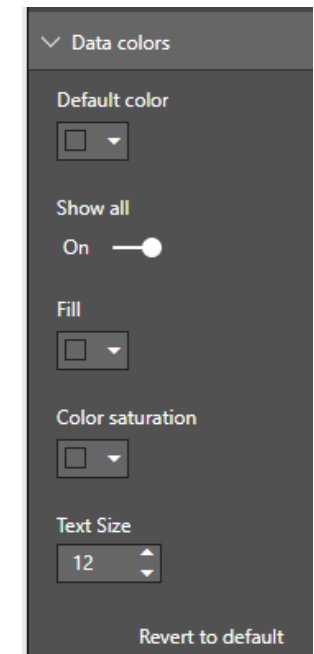 Data colors
Default color
Show all
On
Fill
Color saturation
Text Size
12
Revert to default